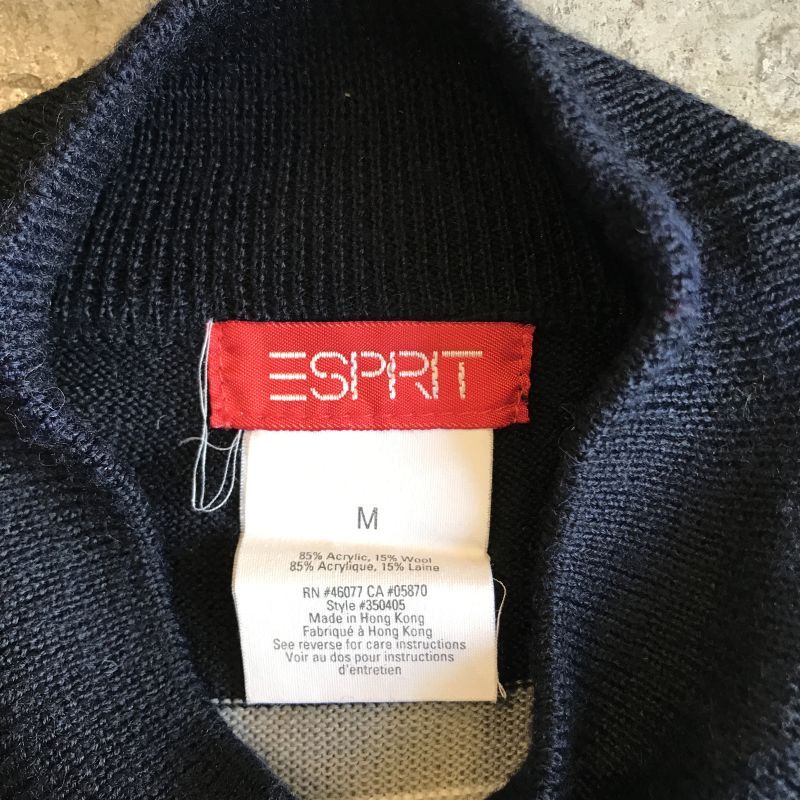 ESPRIT
M
85% Acrylic, 15% Wool
85% Acrylique, 15% Laine
RN #46077 CA #05870
Style #350405
Made in Hong Kong
Fabriqué à Hong Kong
See reverse for care instructions
Voir au dos pour instructions
d'entretien